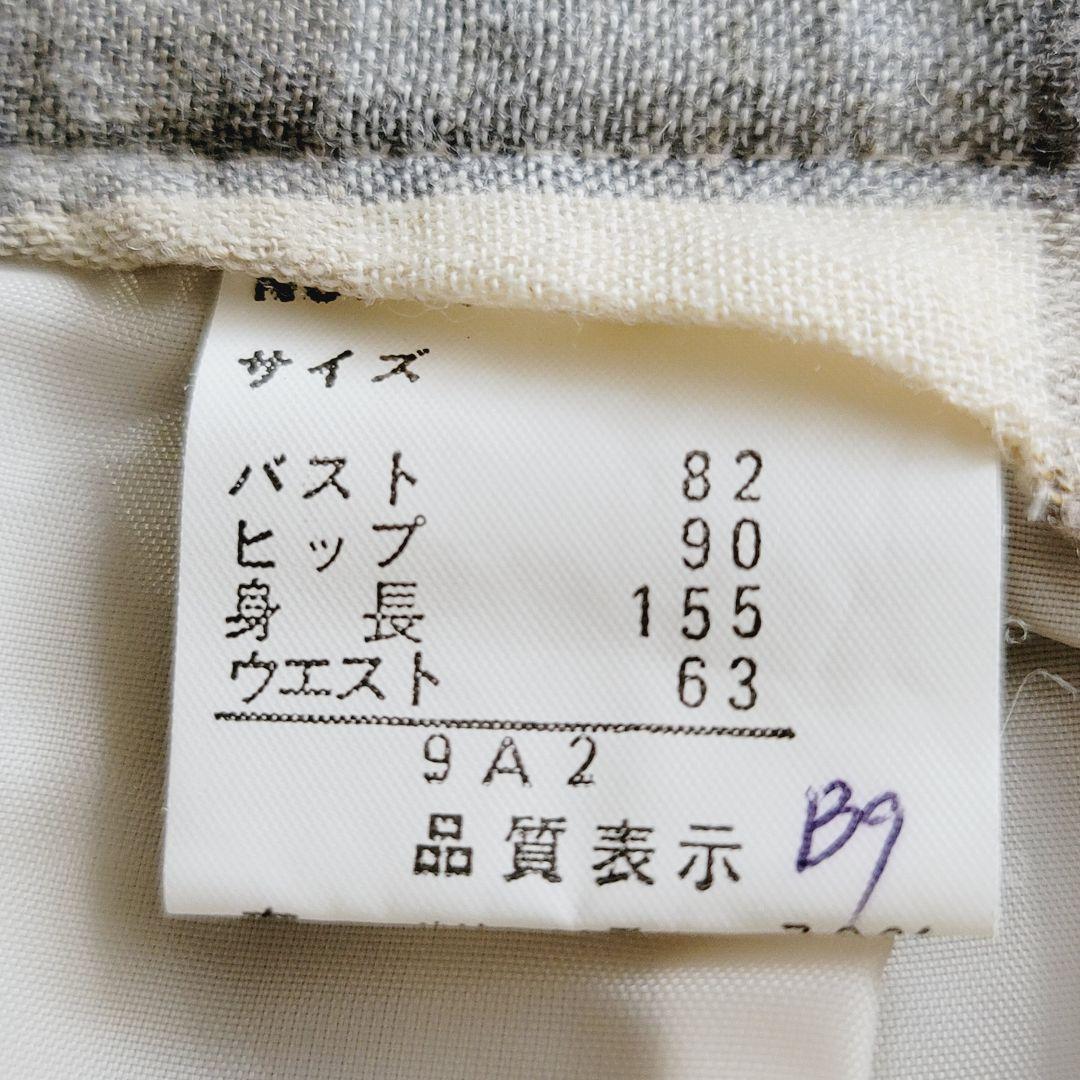 サイズ
バスト 82
ヒップ 90
身長 155
ウエスト 63
9A2
品質表示 B9